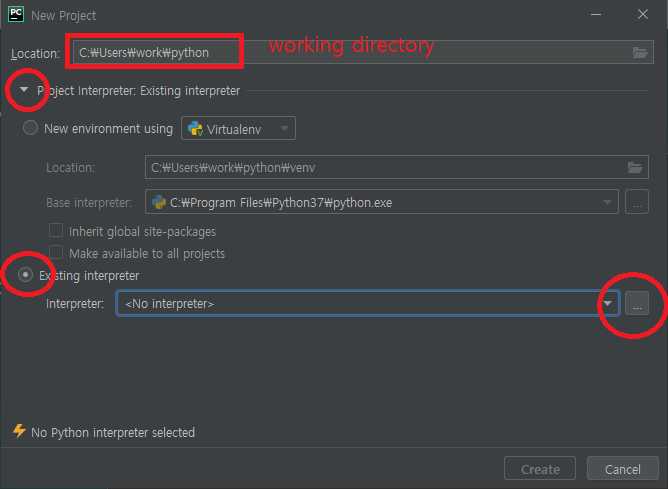 PC New Project
Location: C:₩Users₩work₩python working directory
Project Interpreter: Existing interpreter
New environment using Virtualenv
Location: C:₩Users₩work₩python₩venv
Base interpreter: C:₩Program Files₩Python37₩python.exe ...
Inherit global site-packages
Make available to all projects
Existing interpreter
Interpreter: <No interpreter> ...
No Python interpreter selected
Create Cancel